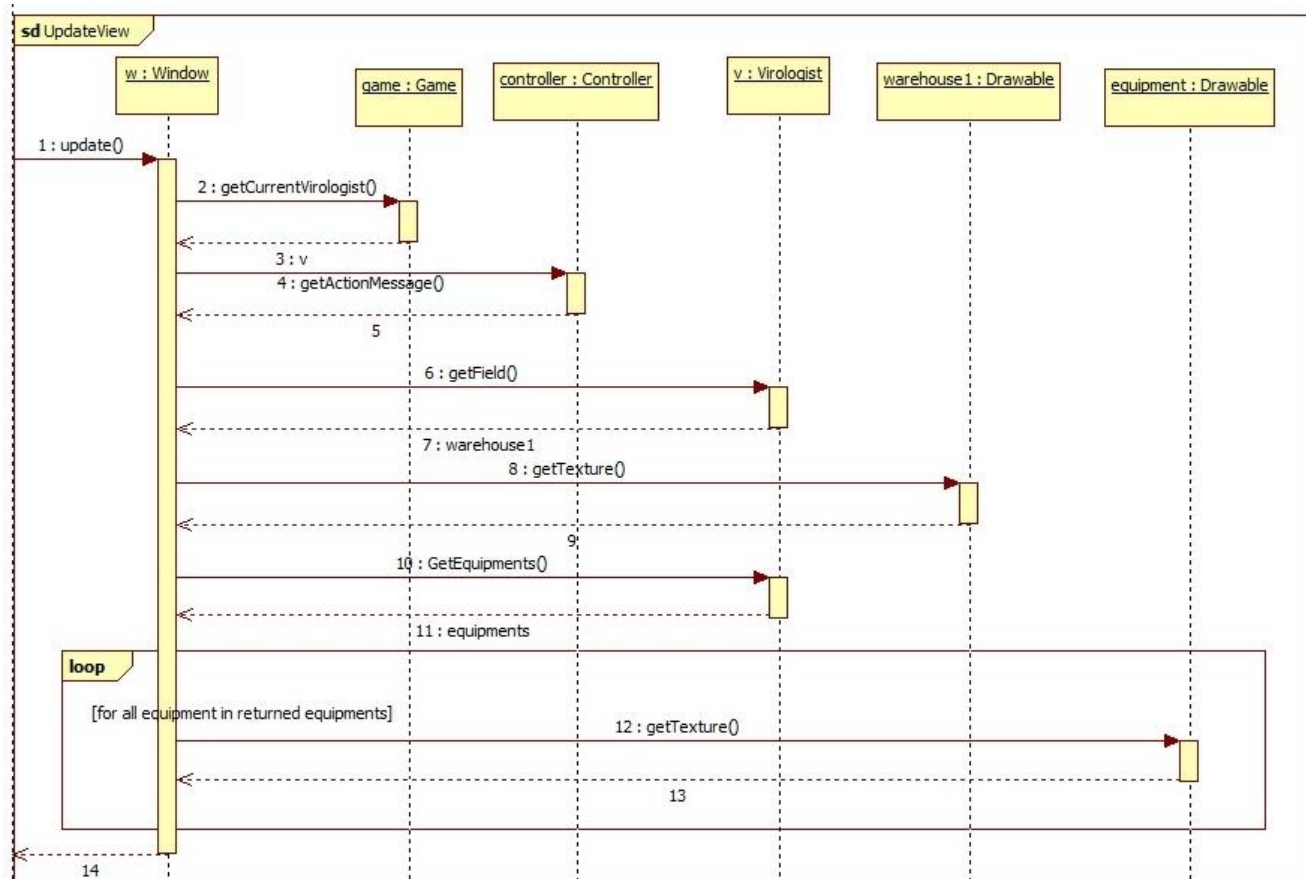 sd UpdateView
w : Window
game : Game
controller : Controller
v : Virologist
warehouse1 : Drawable
equipment : Drawable
1 : update()
2 : getCurrentVirologist()
3 : v
4 : getActionMessage()
5
6 : getField()
7 : warehouse1
8 : getTexture()
9
10 : GetEquipments()
11 : equipments
loop
[for all equipment in returned equipments]
12 : getTexture()
13
14